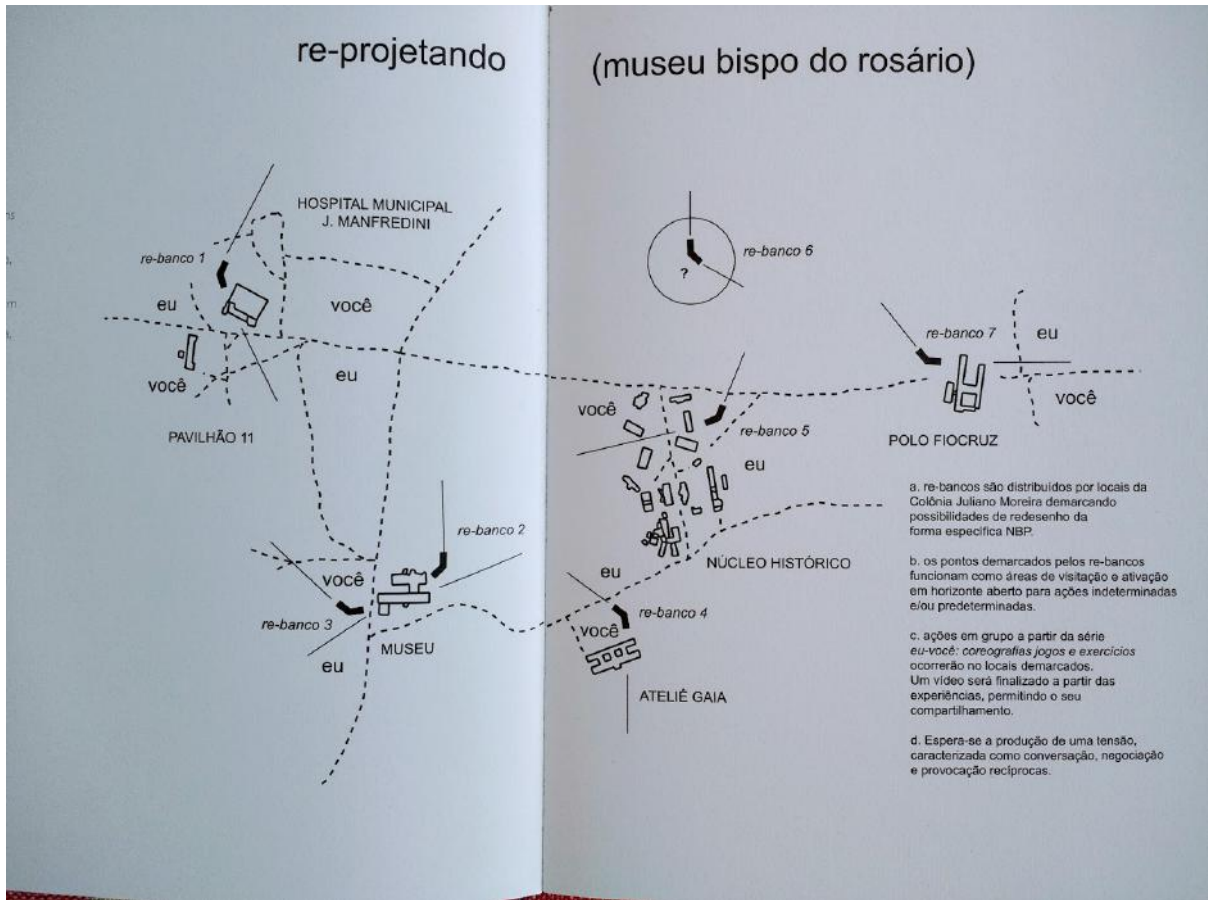 re-projetando (museu bispo do rosário)
HOSPITAL MUNICIPAL
J. MANFREDINI
re-banco 1
eu
você
você
eu
PAVILHÃO 11
re-banco 2
você
re-banco 3
MUSEU
eu
re-banco 6
?
re-banco 7
eu
você
POLO FIOCRUZ
você
re-banco 5
eu
NÚCLEO HISTÓRICO
eu
re-banco 4
você
ATELIÊ GAIA
a. re-bancos são distribuídos por locais da
Colônia Juliano Moreira demarcando
possibilidades de redesenho da
forma específica NBP.
b. os pontos demarcados pelos re-bancos
funcionam como áreas de visitação e ativação
em horizonte aberto para ações indeterminadas
e/ou predeterminadas.
c. ações em grupo a partir da série
eu-você: coreografias jogos e exercícios
ocorrerão no locais demarcados.
Um vídeo será finalizado a partir das
experiências, permitindo o seu
compartilhamento.
d. Espera-se a produção de uma tensão,
caracterizada como conversação, negociação
e provocação recíprocas.